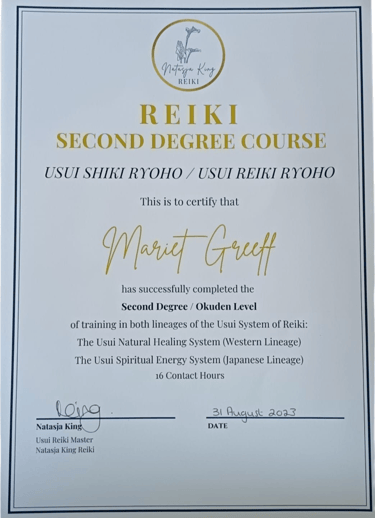 Natasja King
REIKI
REIKI
SECOND DEGREE COURSE
USUI SHIKI RYOHO / USUI REIKI RYOHO
This is to certify that
Mariet Greeff
has successfully completed the
Second Degree / Okuden Level
of training in both lineages of the Usui System of Reiki:
The Usui Natural Healing System (Western Lineage)
The Usui Spiritual Energy System (Japanese Lineage)
16 Contact Hours
31 August 2023
Natasja King
DATE
Usui Reiki Master
Natasja King Reiki